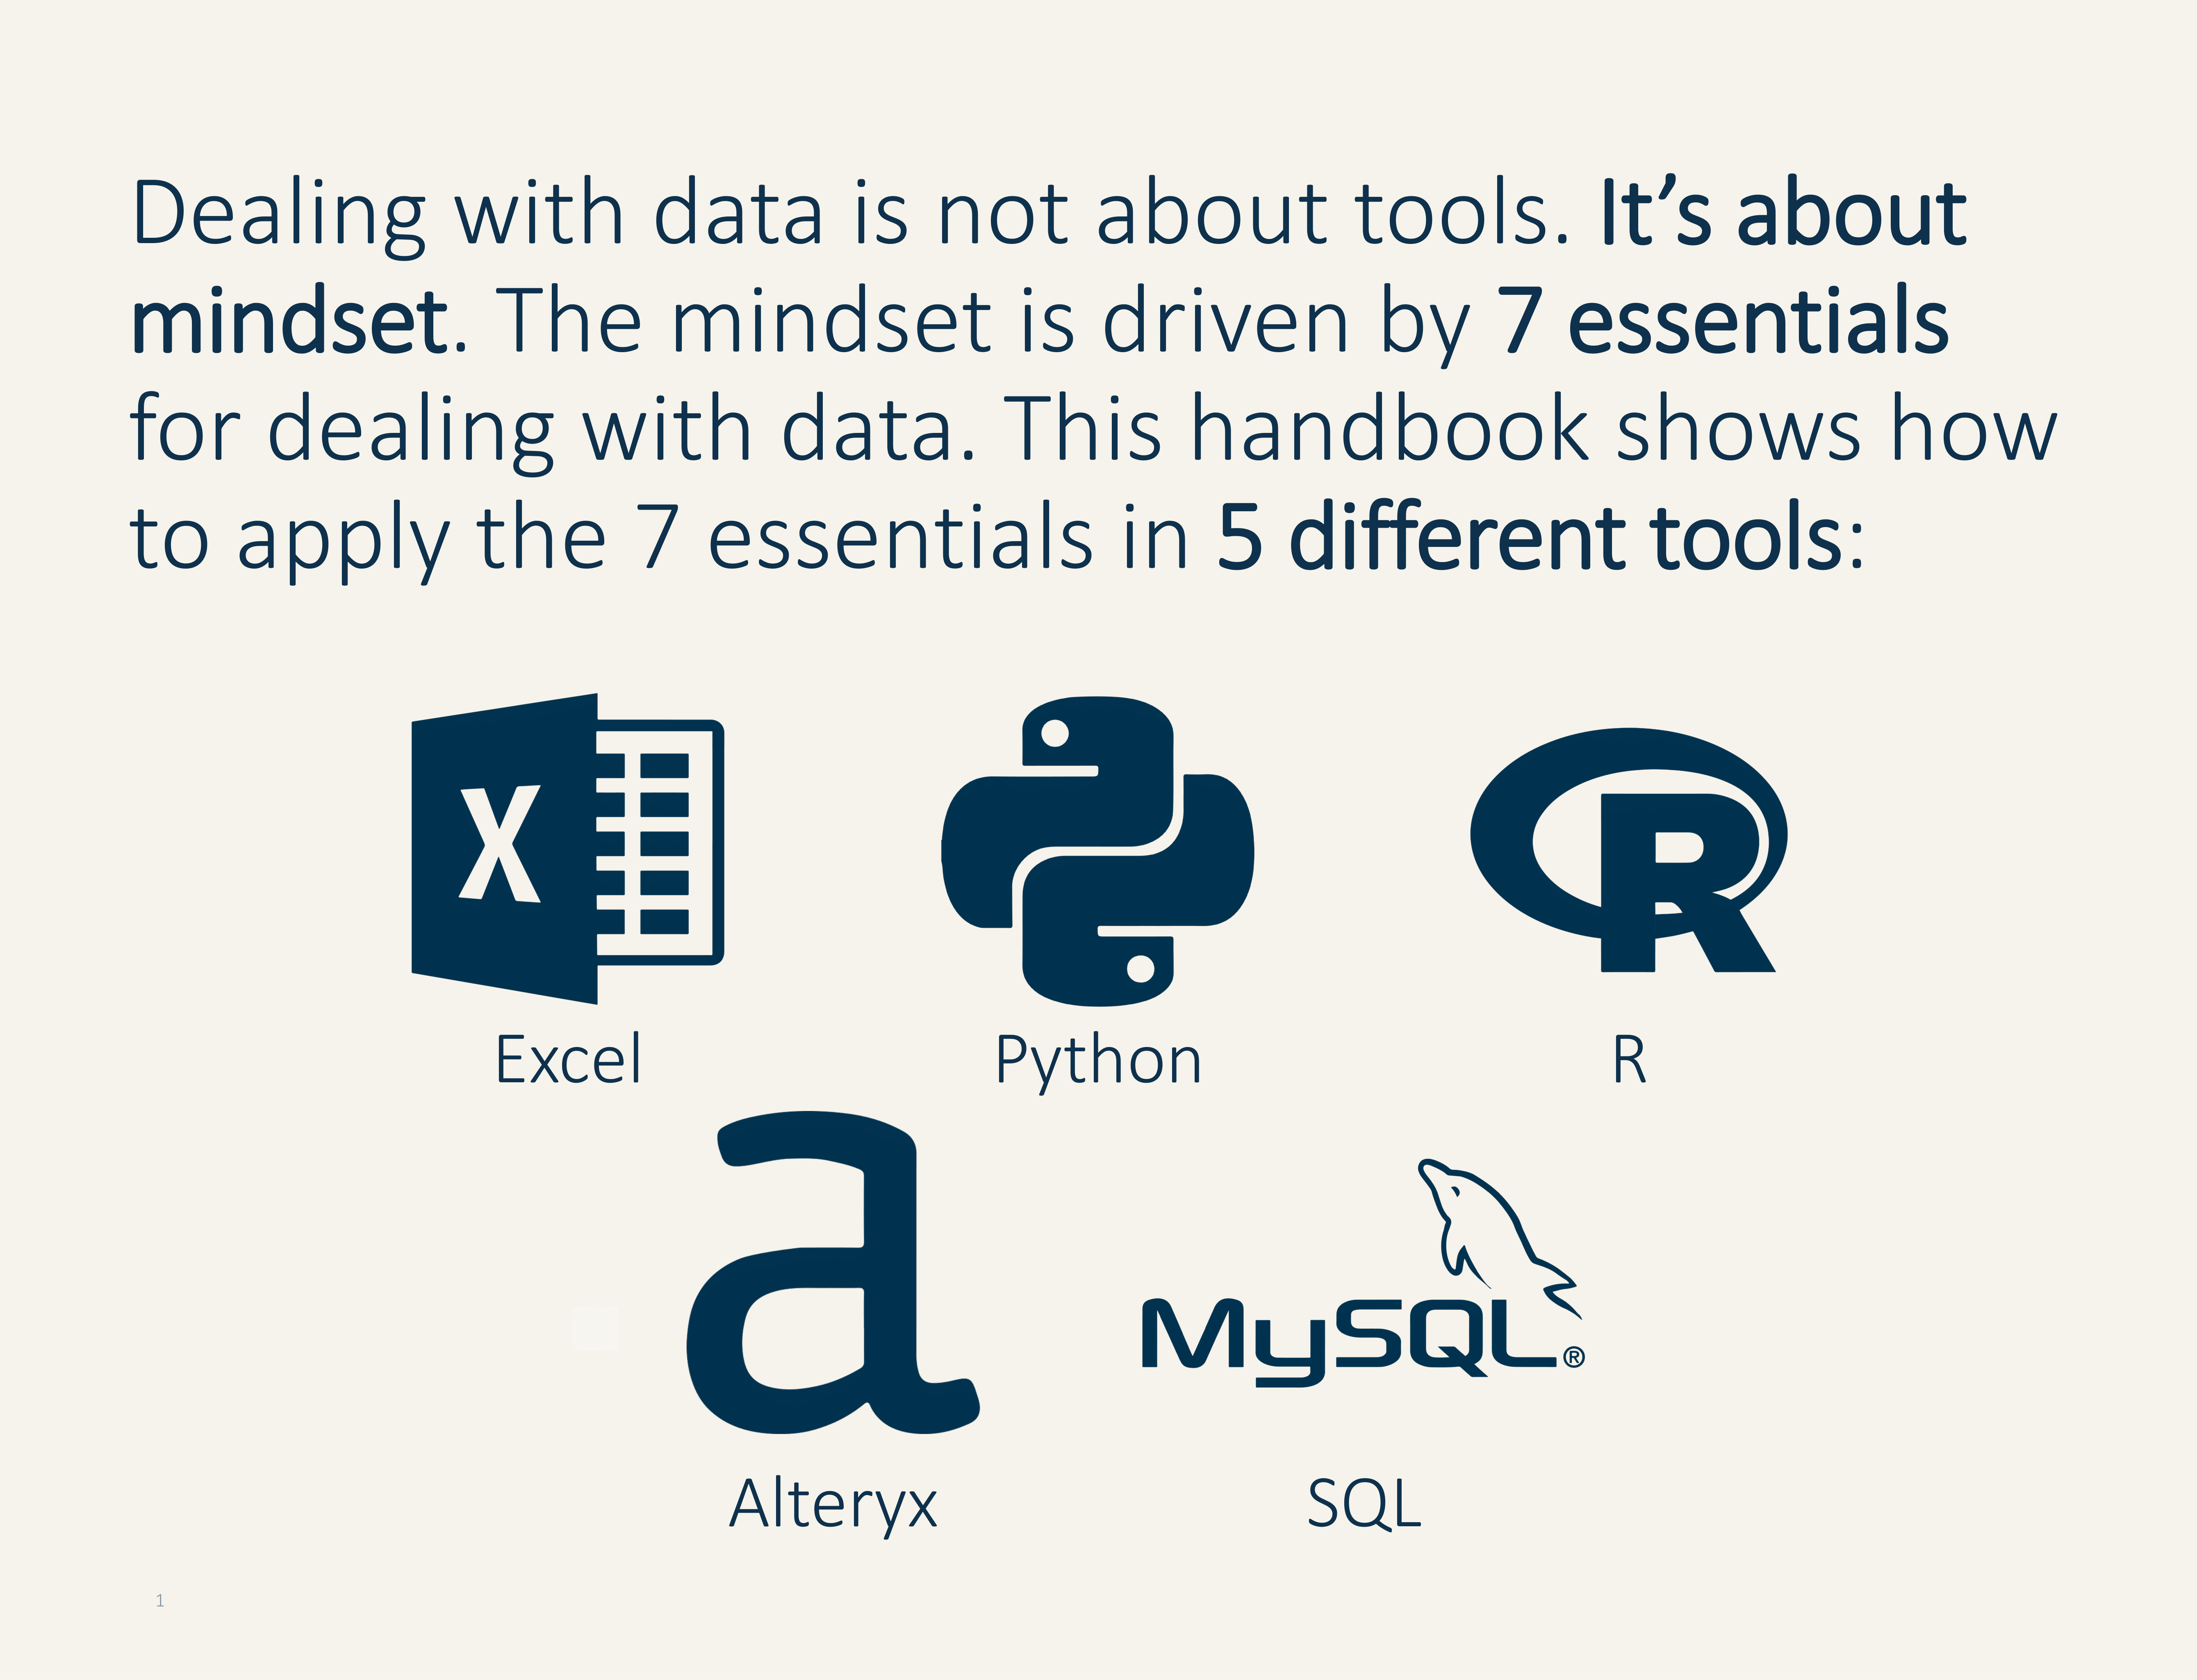 Dealing with data is not about tools. It’s about
mindset. The mindset is driven by 7 essentials
for dealing with data. This handbook shows how
to apply the 7 essentials in 5 different tools:
X
R
Excel
Python
R
a
MySQL®
Alteryx
SQL
1